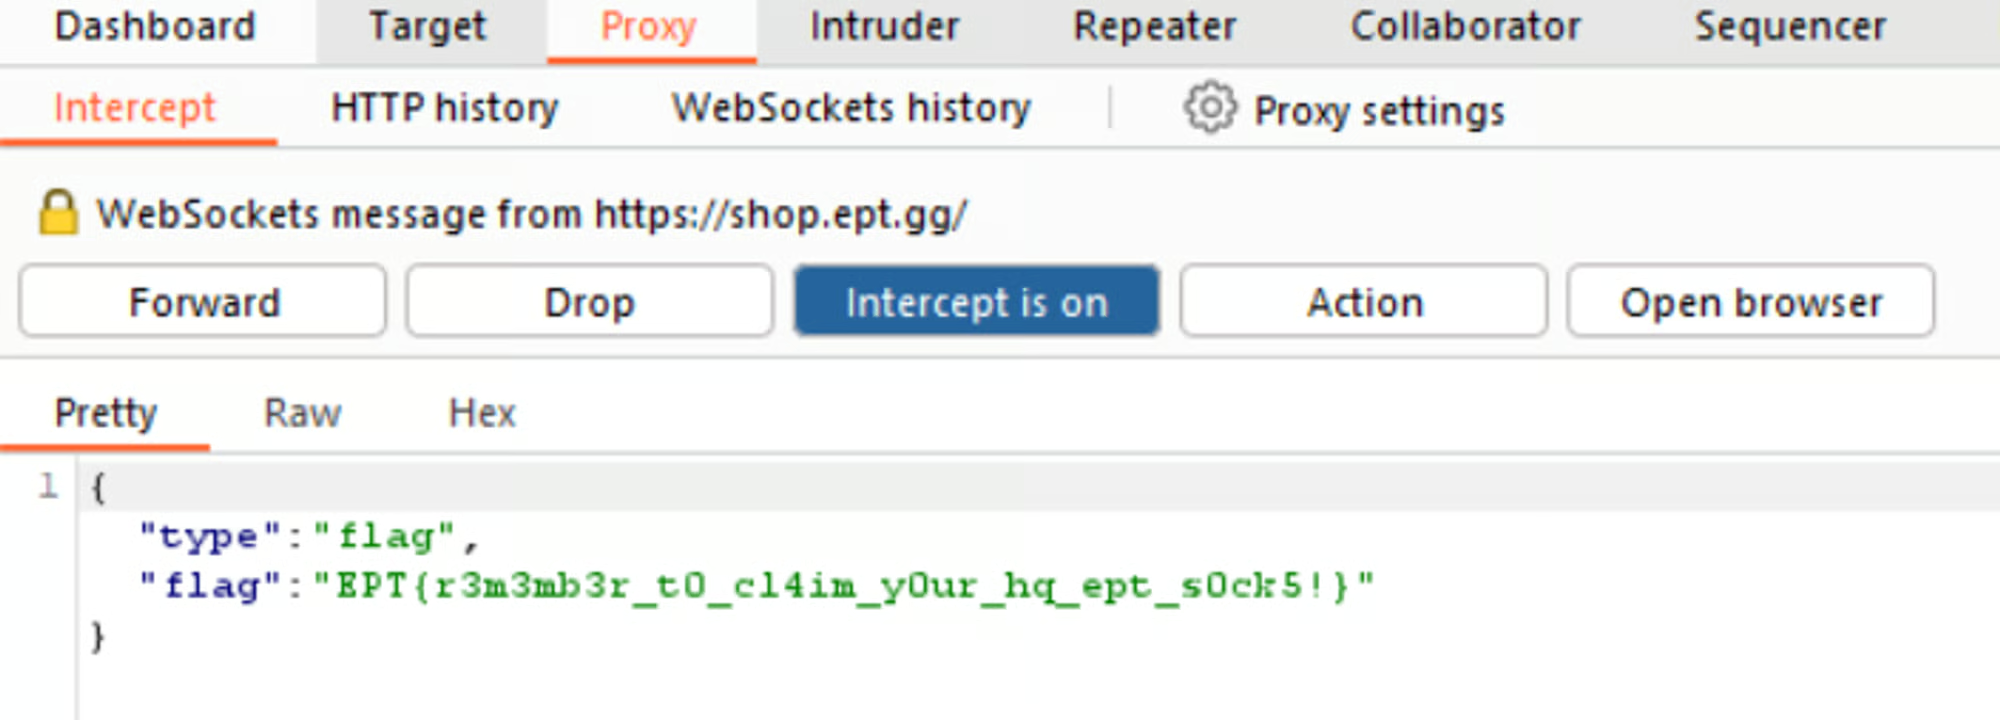 Dashboard Target Proxy Intruder Repeater Collaborator Sequencer
Intercept HTTP history WebSockets history Proxy settings
WebSockets message from https://shop.ept.gg/
Forward Drop Intercept is on Action Open browser
Pretty Raw Hex
1 {
"type":"flag",
"flag":"EPT{r3m3mb3r_t0_cl4im_y0ur_hq_ept_s0ck5!}"
}